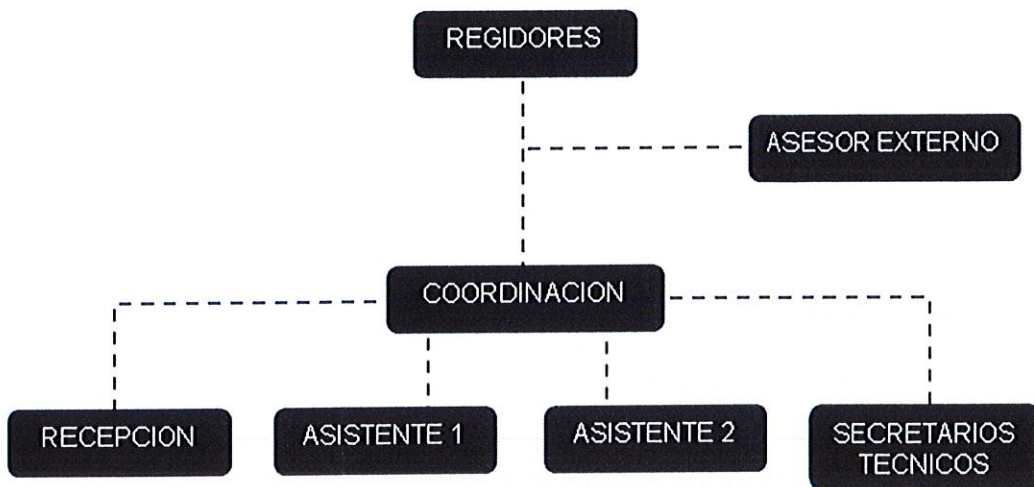 REGIDORES
ASESOR EXTERNO
COORDINACION
RECEPCION
ASISTENTE 1
ASISTENTE 2
SECRETARIOS
TECNICOS